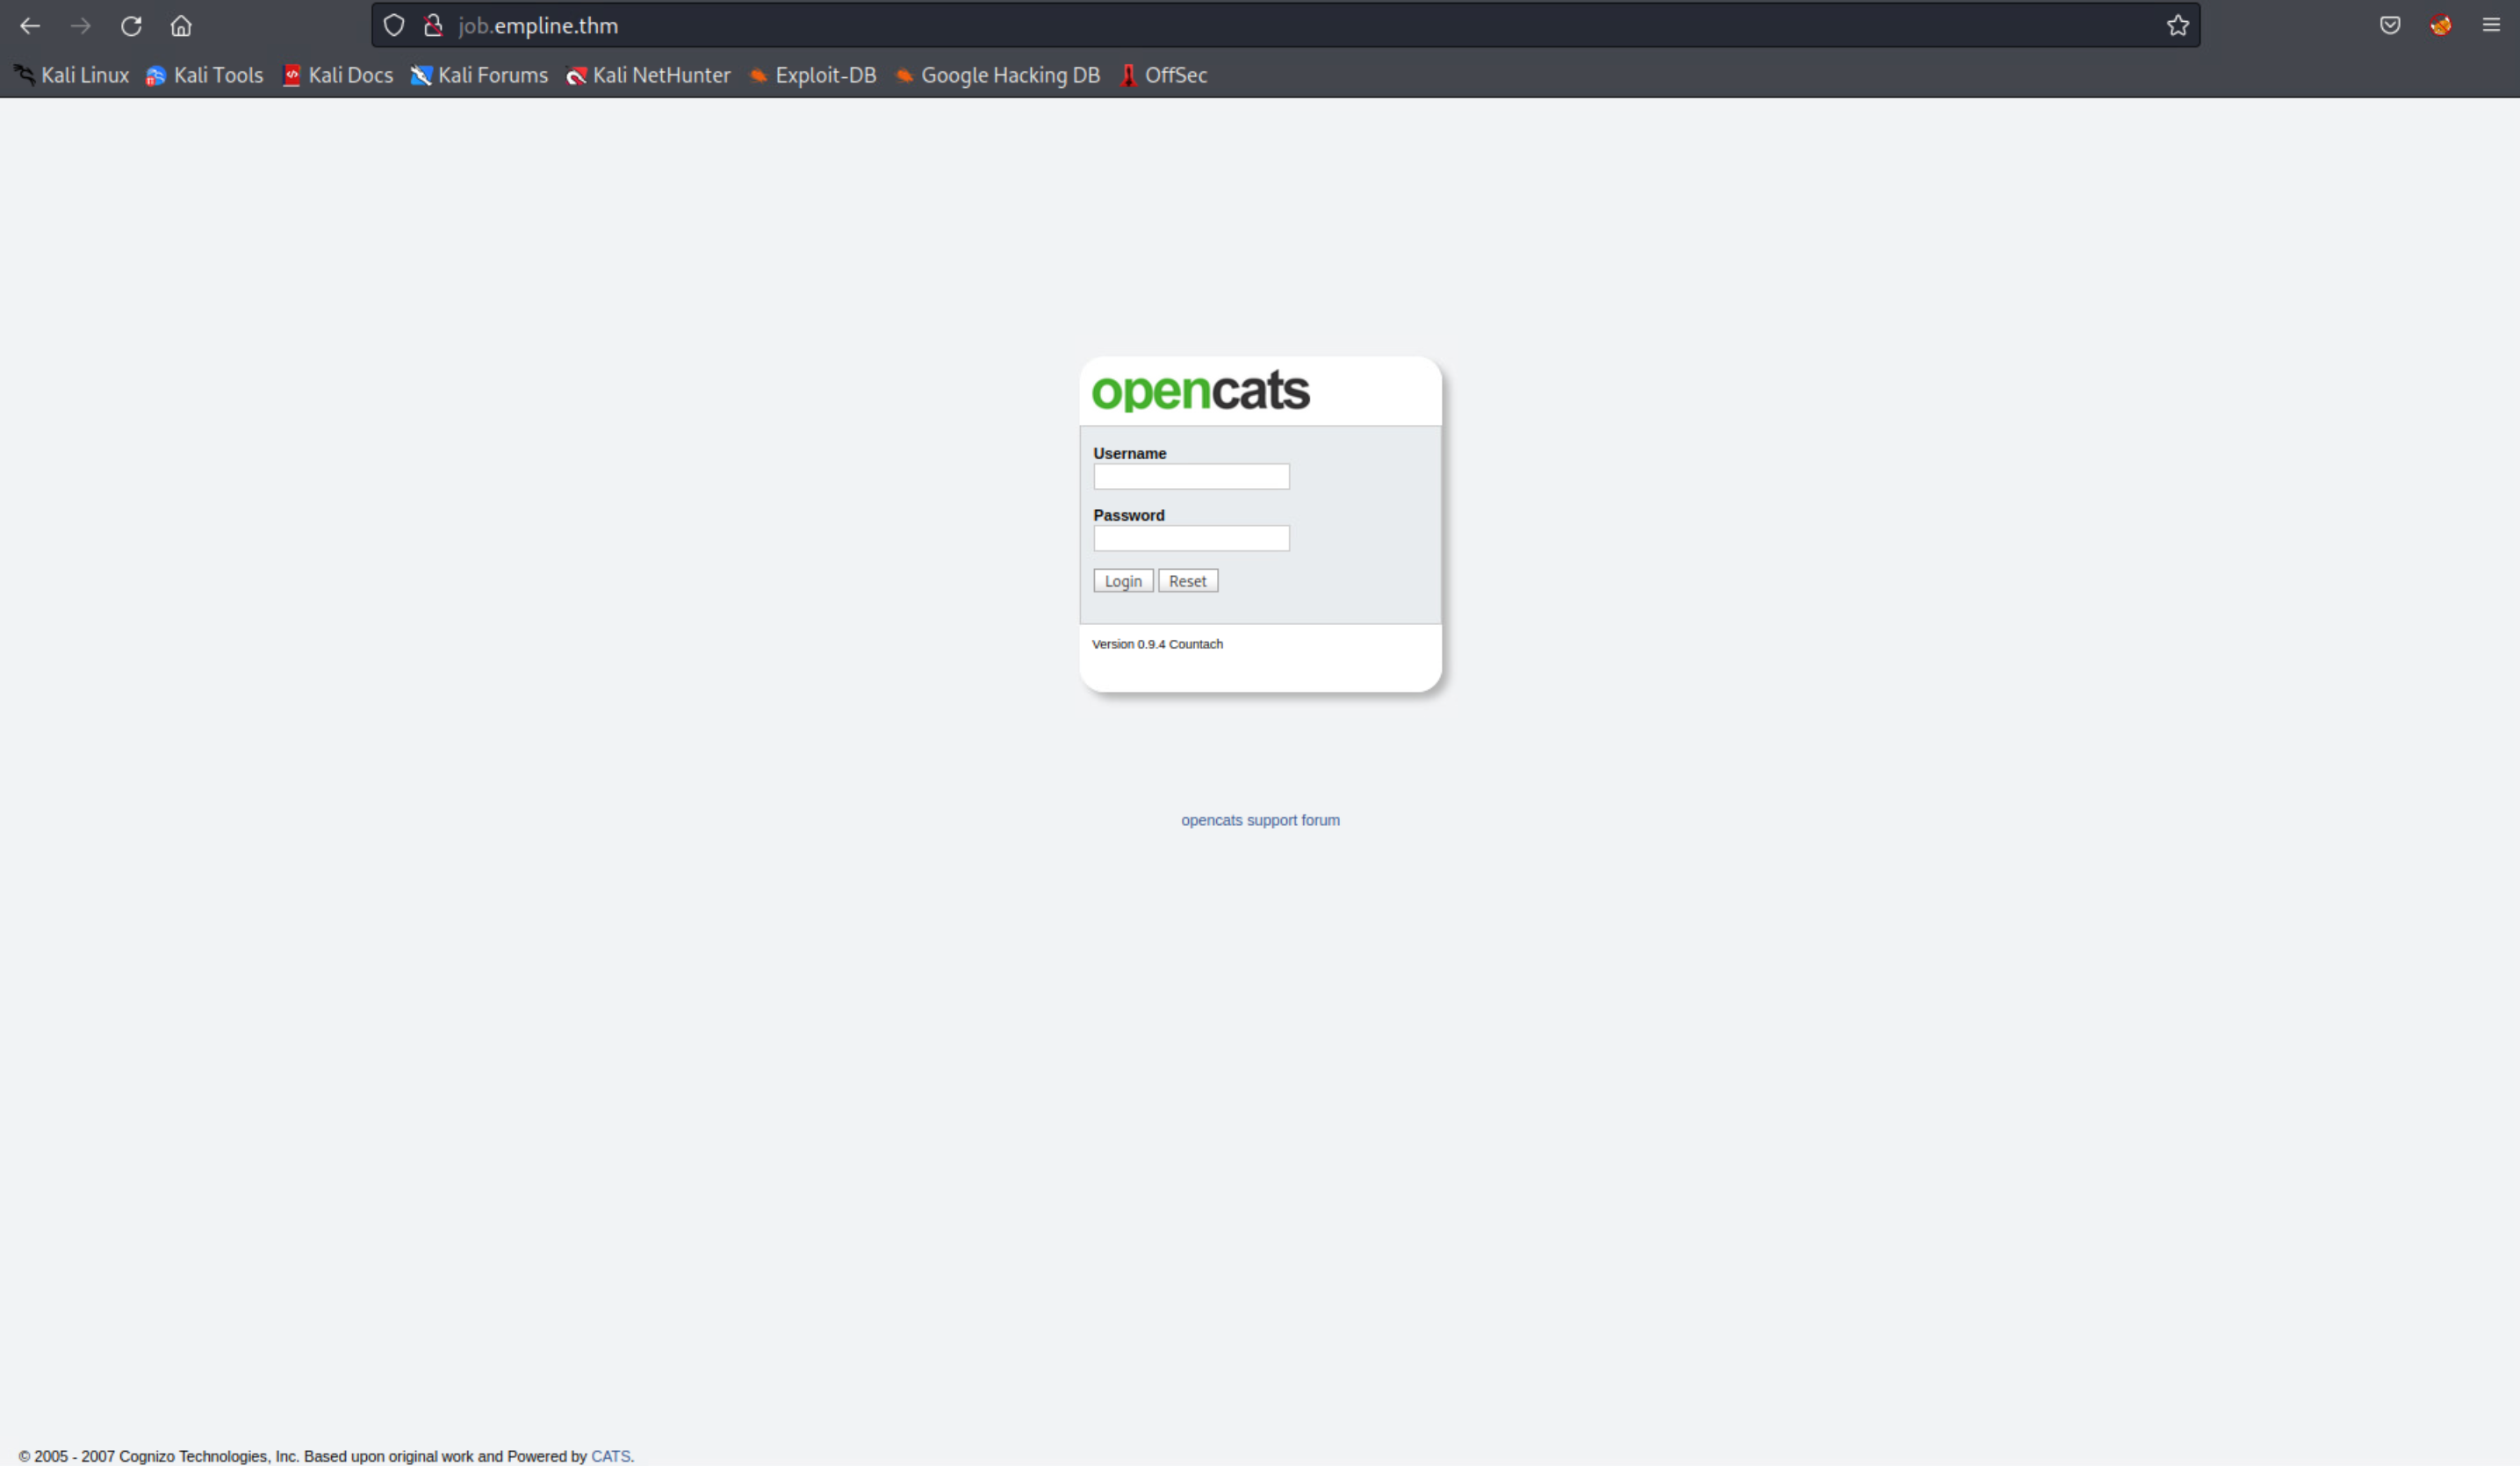 job.empline.thm
Kali Linux Kali Tools Kali Docs Kali Forums Kali NetHunter Exploit-DB Google Hacking DB OffSec
opencats
Username
Password
Login Reset
Version 0.9.4 Countach
opencats support forum
© 2005 - 2007 Cognizo Technologies, Inc. Based upon original work and Powered by CATS.